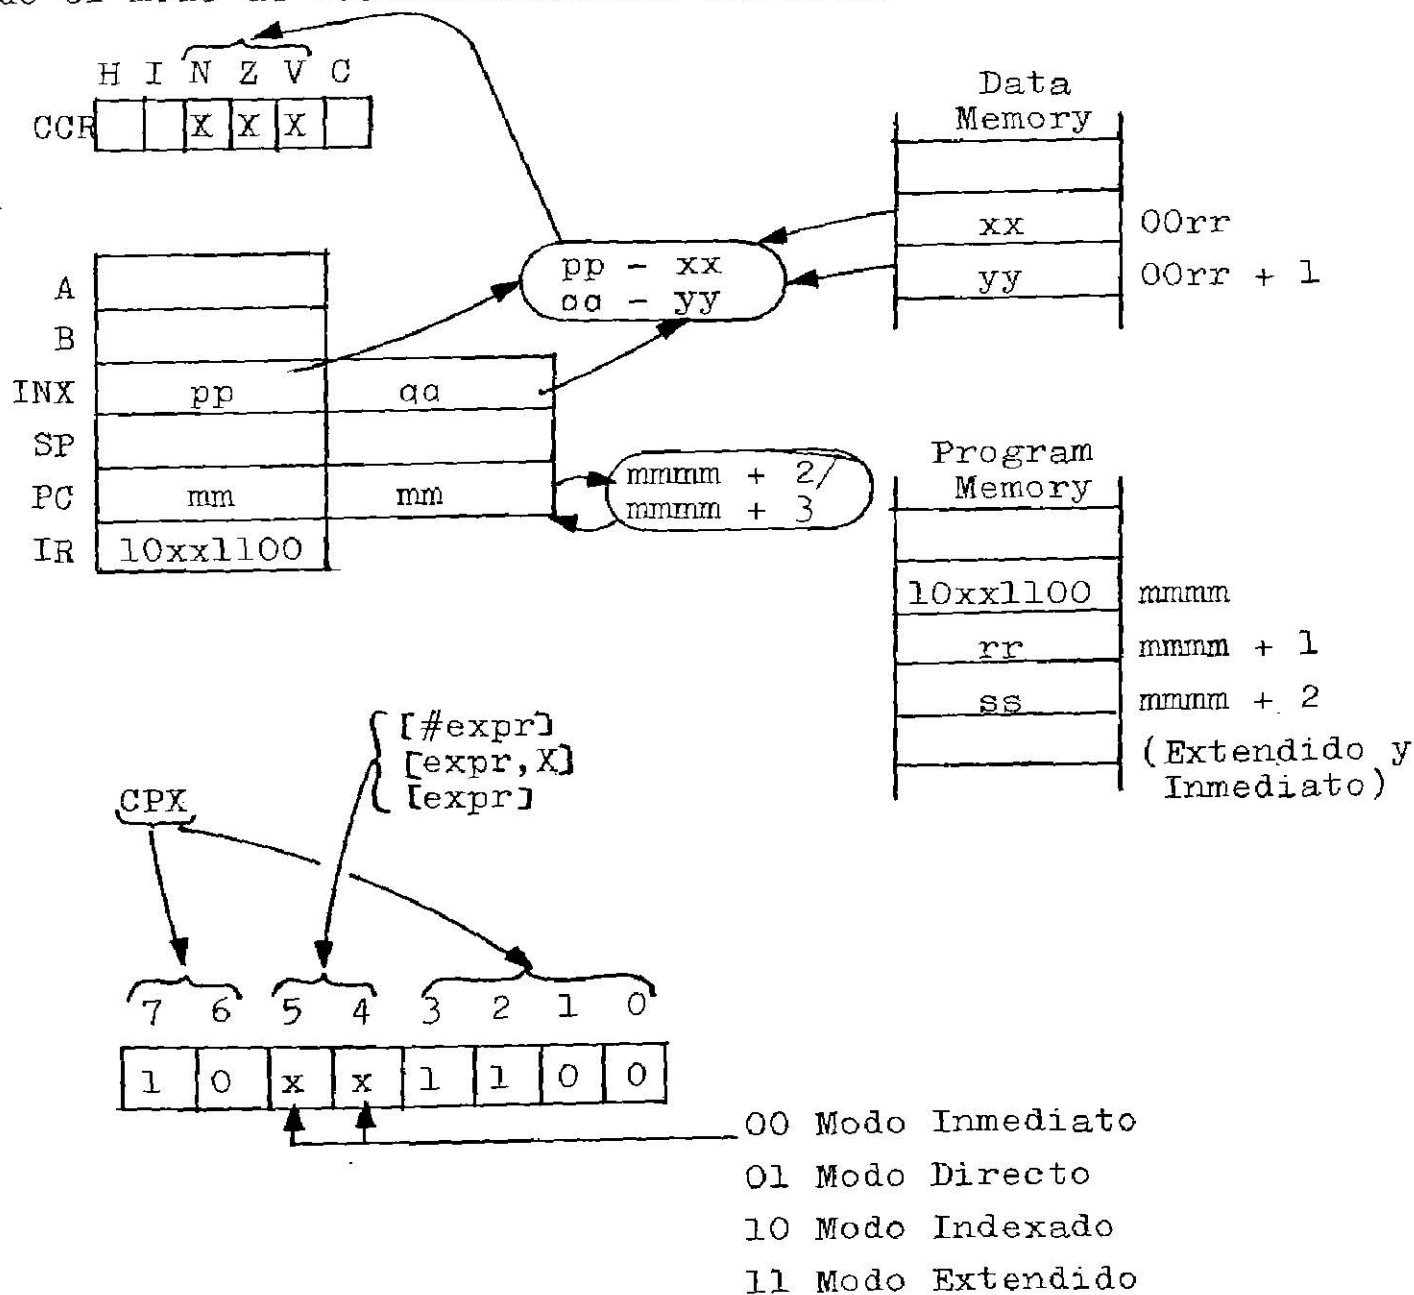 H I N Z V C
CCR X X X
Data
Memory
xx 00rr
yy 00rr + 1
pp - xx
qq - yy
A
B
INX pp qq
SP
PC mm mm
IR 10xx1100
mmmm + 2/
mmmm + 3
Program
Memory
10xx1100 mmmm
rr mmmm + 1
ss mmmm + 2
(Extendido y
Inmediato)
[#expr]
[expr,X]
[expr]
CPX
7 6 5 4 3 2 1 0
1 0 x x 1 1 0 0
00 Modo Inmediato
01 Modo Directo
10 Modo Indexado
11 Modo Extendido